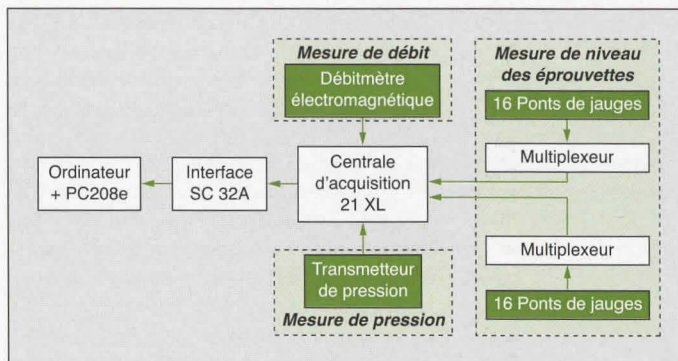 Mesure de débit
Débitmètre
électromagnétique
Mesure de niveau
des éprouvettes
16 Ponts de jauges
Multiplexeur
Ordinateur
+ PC208e
Interface
SC 32A
Centrale
d'acquisition
21 XL
Multiplexeur
16 Ponts de jauges
Transmetteur
de pression
Mesure de pression